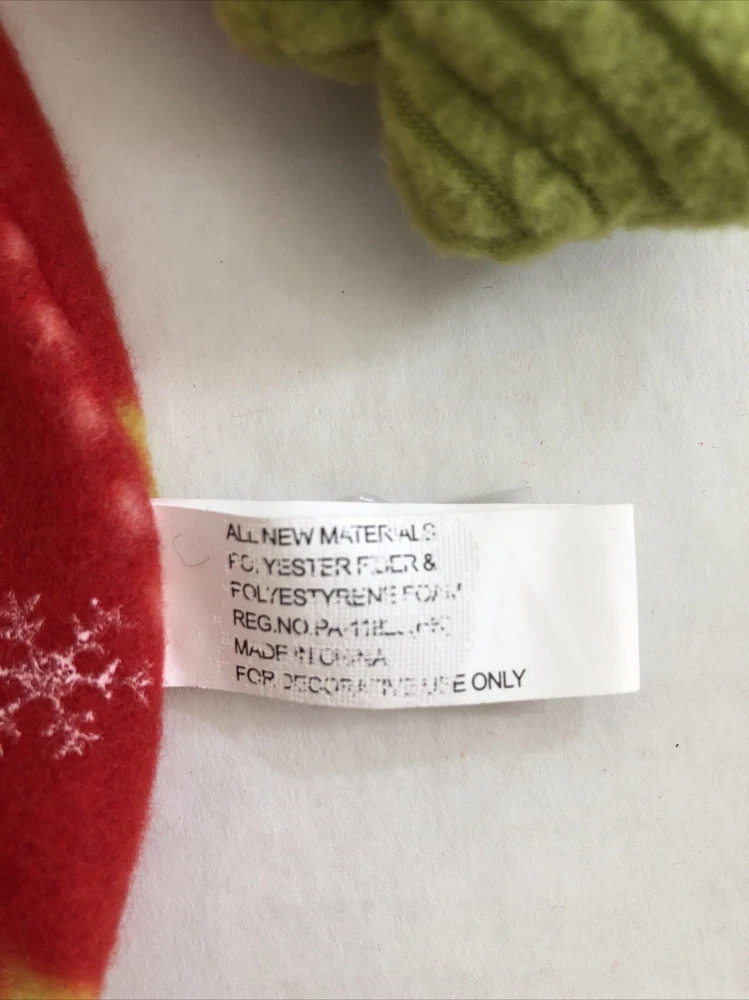 ALL NEW MATERIALS
POLYESTER FIBER &
POLYESTYRENE FOAM
REG.NO.
MADE IN CHINA
FOR DECORATIVE USE ONLY